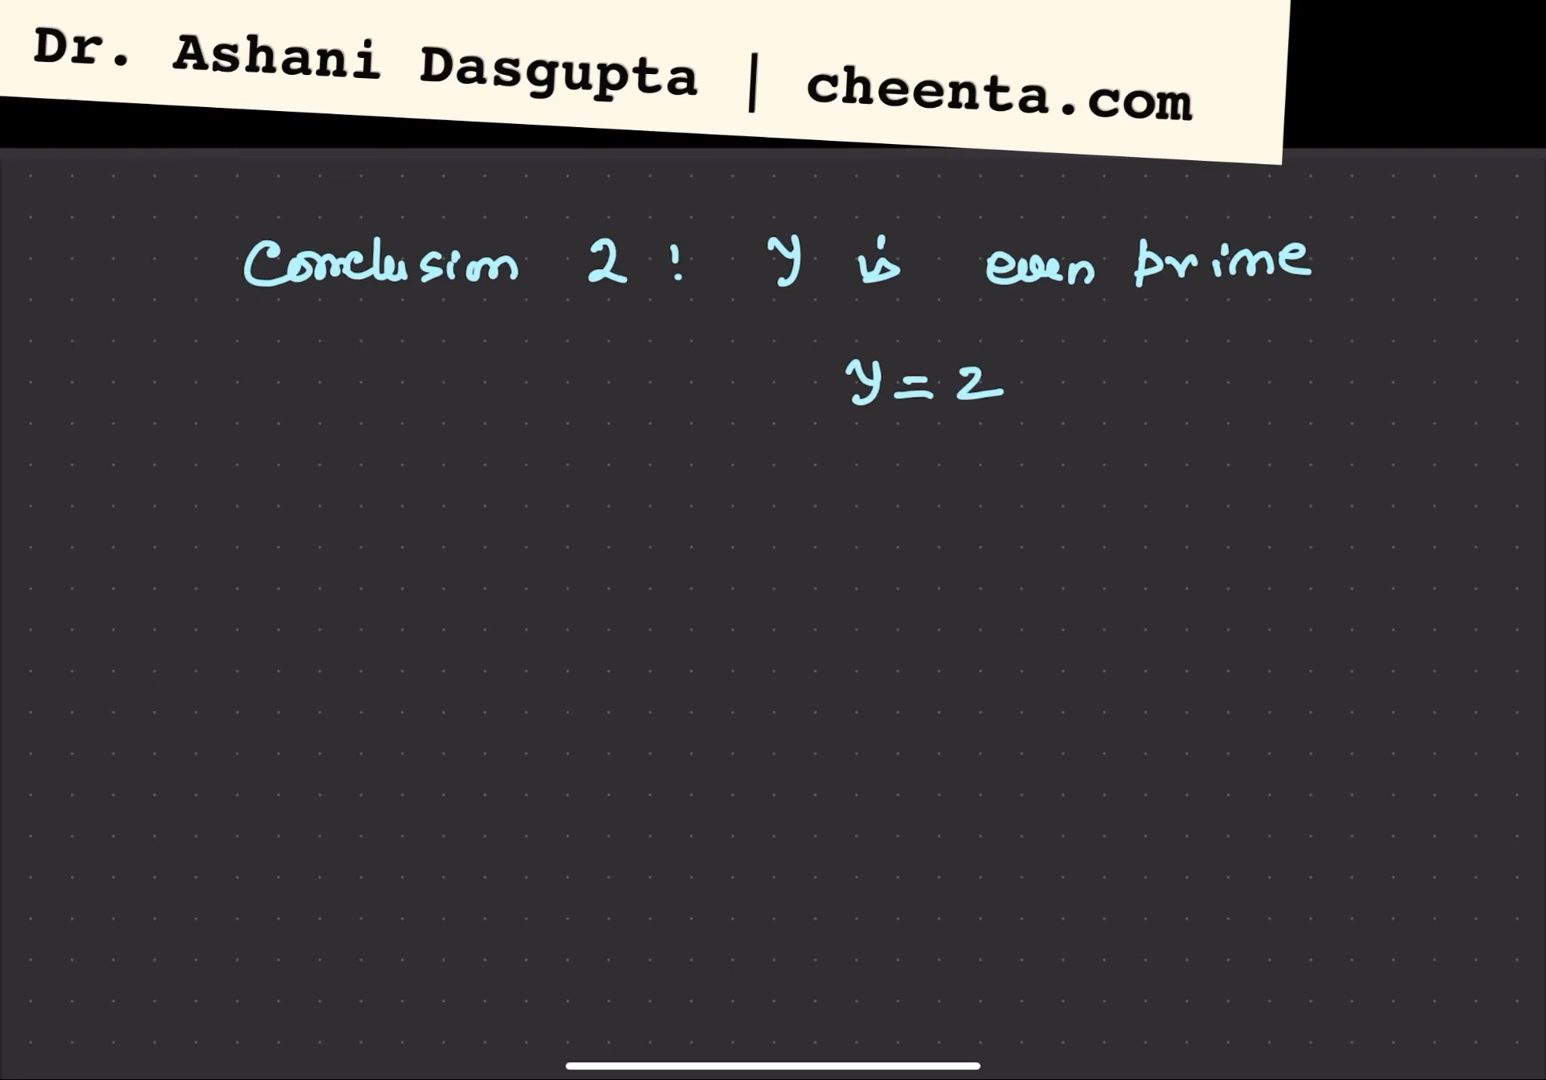 Dr. Ashani Dasgupta | cheenta.com
Conclusion 2 : y is even prime
y = 2